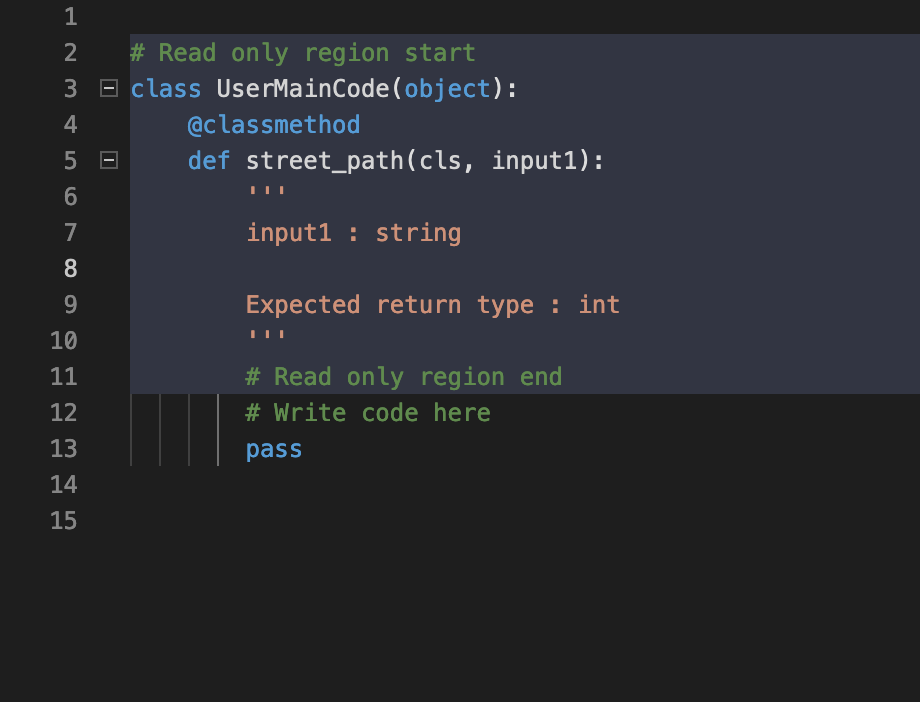 1
2 # Read only region start
3 class UserMainCode(object):
4     @classmethod
5     def street_path(cls, input1):
6         '''
7         input1 : string
8
9         Expected return type : int
10         '''
11         # Read only region end
12         # Write code here
13         pass
14
15